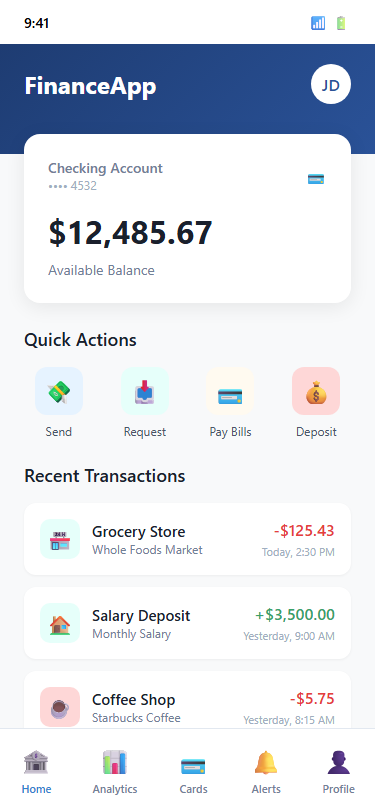 9:41
FinanceApp
JD
Checking Account
•••• 4532
$12,485.67
Available Balance
Quick Actions
Send
Request
Pay Bills
Deposit
Recent Transactions
Grocery Store
-$125.43
Whole Foods Market
Today, 2:30 PM
Salary Deposit
+$3,500.00
Monthly Salary
Yesterday, 9:00 AM
Coffee Shop
-$5.75
Starbucks Coffee
Yesterday, 8:15 AM
Home
Analytics
Cards
Alerts
Profile